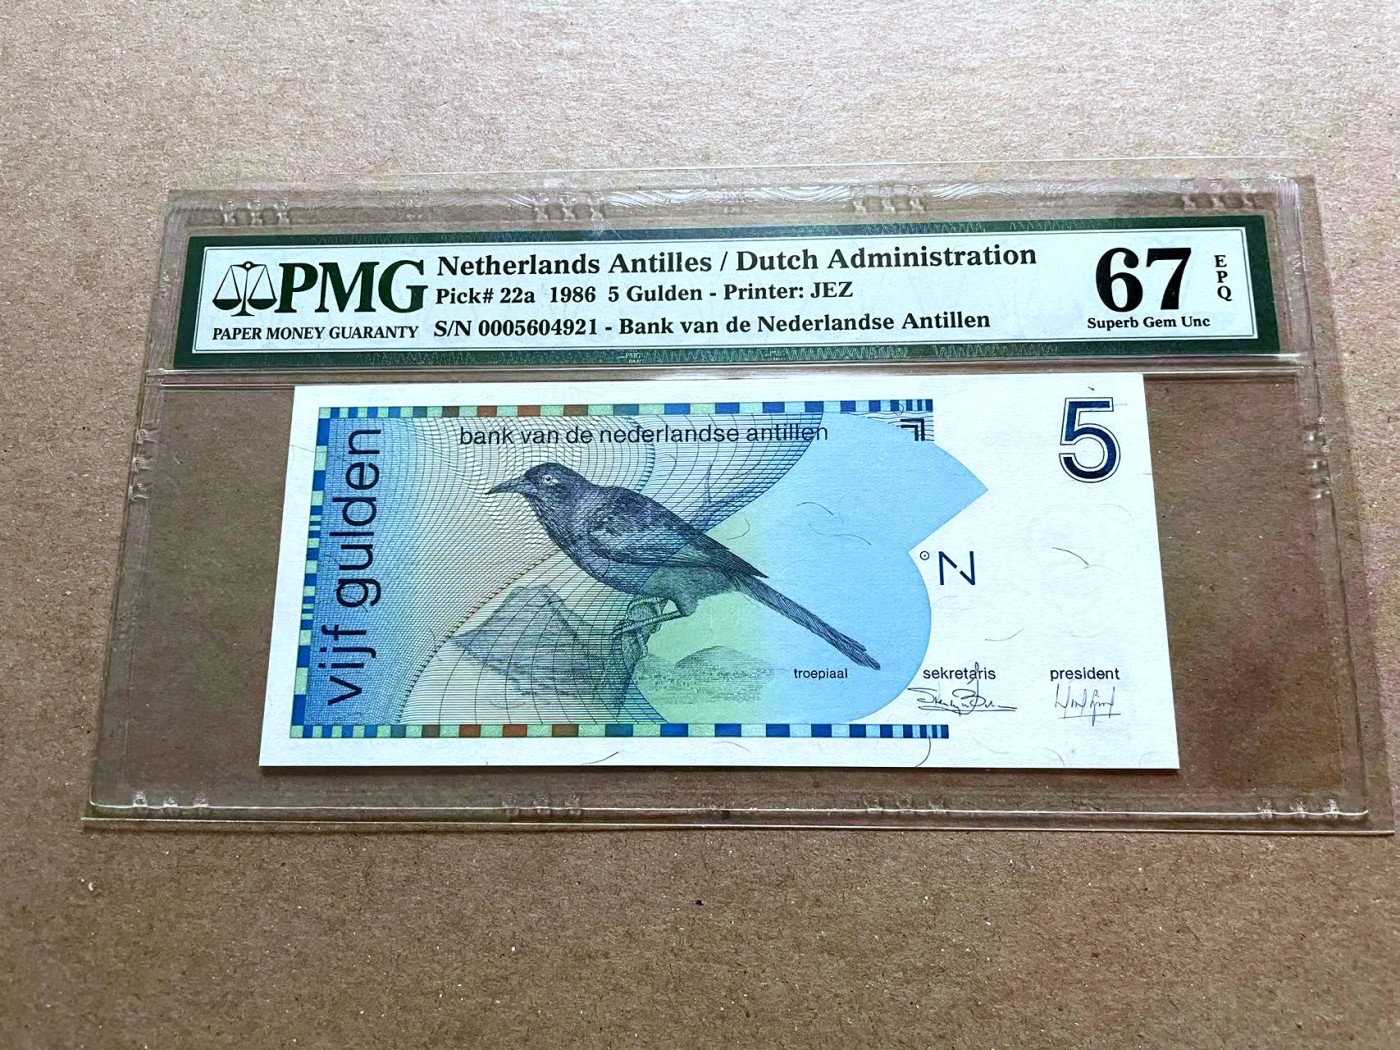 PMG
PAPER MONEY GUARANTY
Netherlands Antilles / Dutch Administration
Pick# 22a 1986 5 Gulden - Printer: JEZ
S/N 0005604921 - Bank van de Nederlandse Antillen
67
EPQ
Superb Gem Unc
bank van de nederlandse antillen
5
vijf gulden
N
troepiaal
sekretaris
president